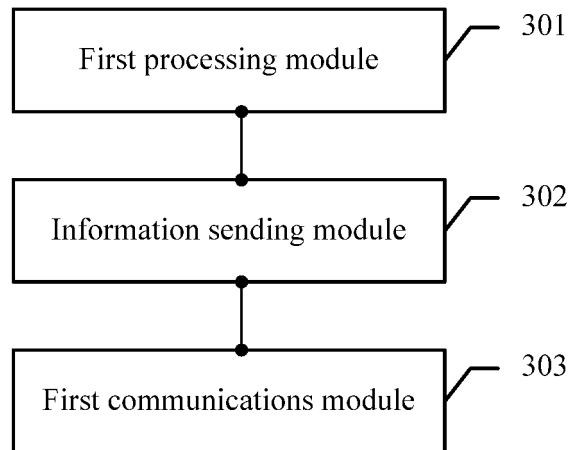 First processing module
301
Information sending module
302
First communications module
303